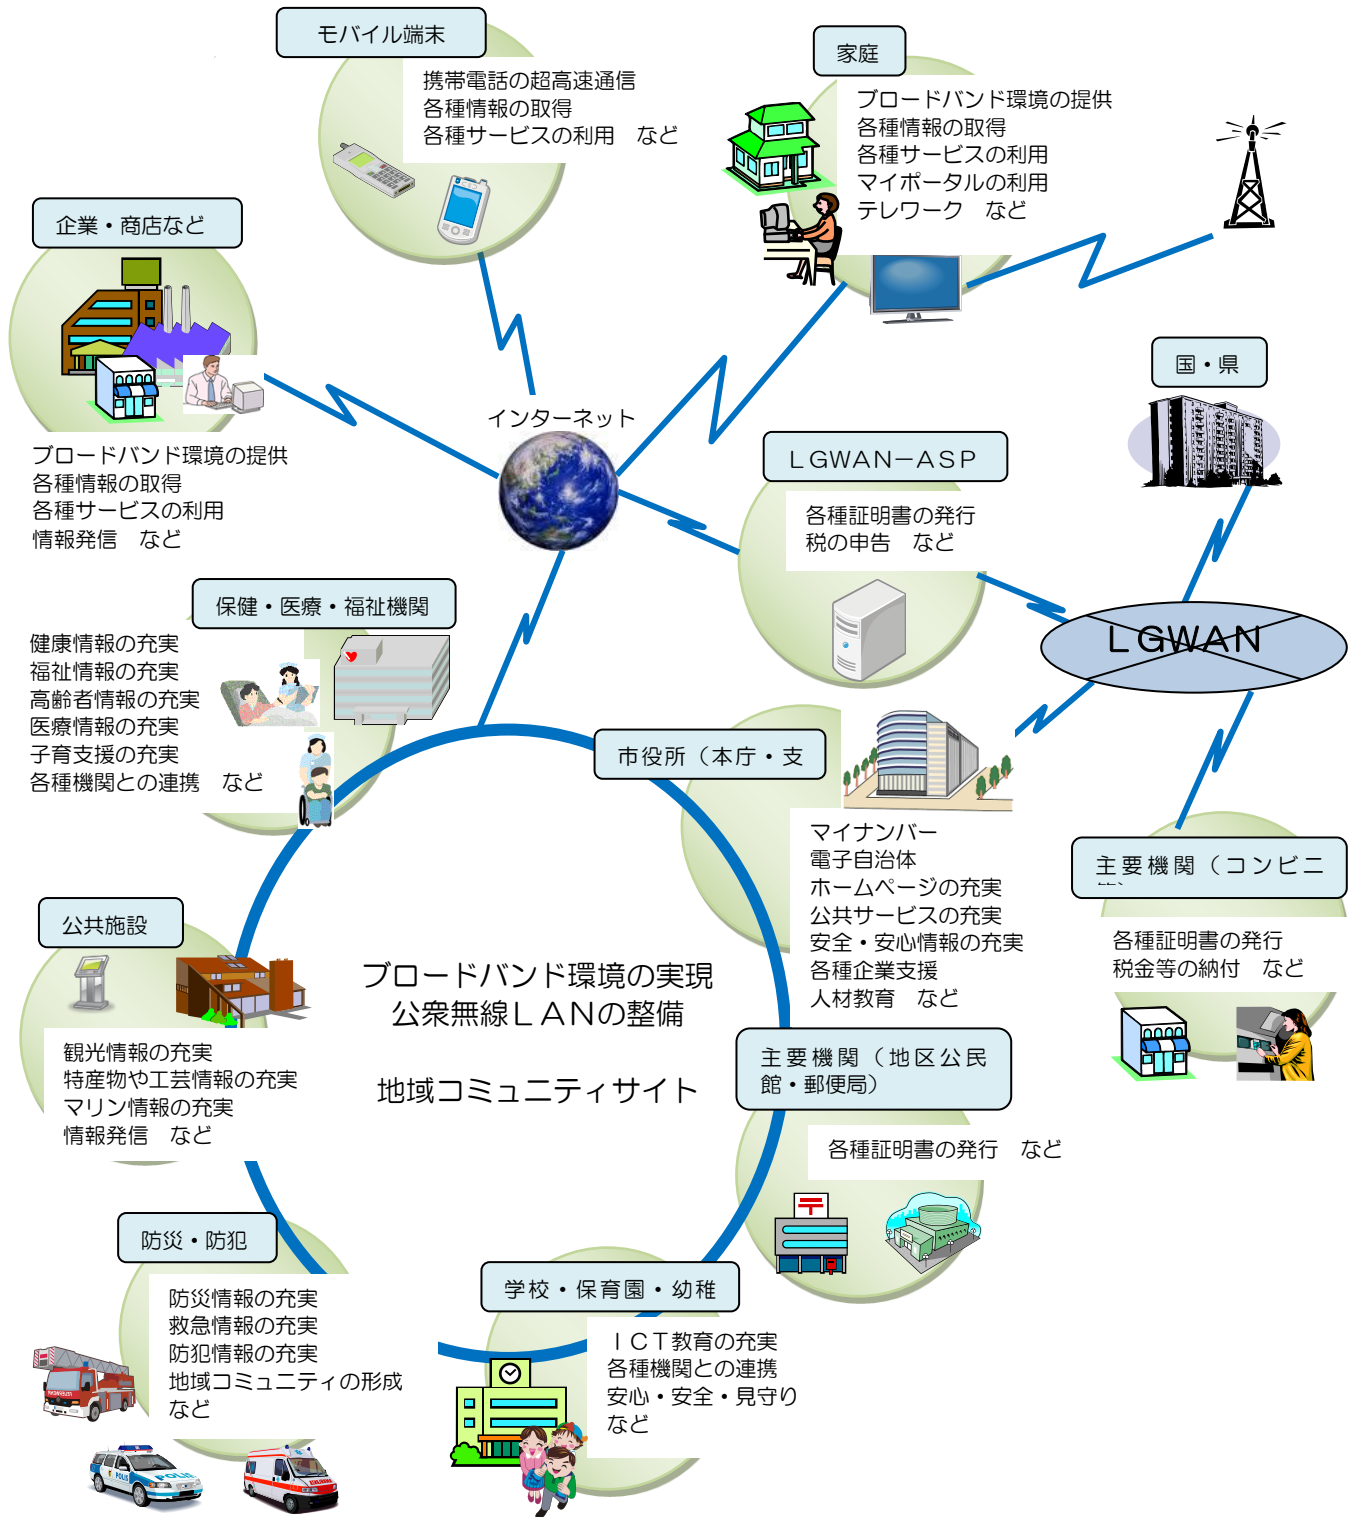 モバイル端末
携帯電話の超高速通信
各種情報の取得
各種サービスの利用　など
家庭
ブロードバンド環境の提供
各種情報の取得
各種サービスの利用
マイポータルの利用
テレワーク　など
企業・商店など
ブロードバンド環境の提供
各種情報の取得
各種サービスの利用
情報発信　など
インターネット
国・県
ＬＧＷＡＮ－ＡＳＰ
各種証明書の発行
税の申告　など
ＬＧＷＡＮ
保健・医療・福祉機関
健康情報の充実
福祉情報の充実
高齢者情報の充実
医療情報の充実
子育支援の充実
各種機関との連携　など
市役所（本庁・支
マイナンバー
電子自治体
ホームページの充実
公共サービスの充実
安全・安心情報の充実
各種企業支援
人材教育　など
主要機関（コンビニ
各種証明書の発行
税金等の納付　など
公共施設
観光情報の充実
特産物や工芸情報の充実
マリン情報の充実
情報発信　など
ブロードバンド環境の実現
公衆無線ＬＡＮの整備
地域コミュニティサイト
主要機関（地区公民
館・郵便局）
各種証明書の発行　など
防災・防犯
防災情報の充実
救急情報の充実
防犯情報の充実
地域コミュニティの形成
など
POLIS
POLIS
学校・保育園・幼稚
ＩＣＴ教育の充実
各種機関との連携
安心・安全・見守り
など